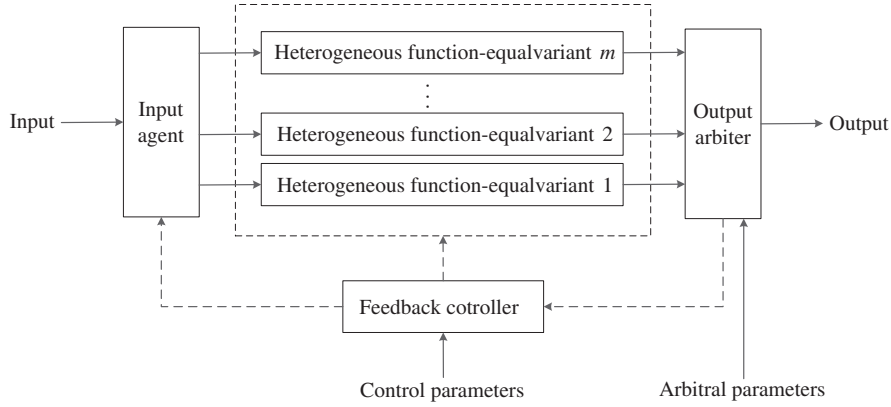 Heterogeneous function-equalvariant m
⋮
Input
Input
agent
Heterogeneous function-equalvariant 2
Output
arbiter
Output
Heterogeneous function-equalvariant 1
Feedback cotroller
Control parameters
Arbitral parameters